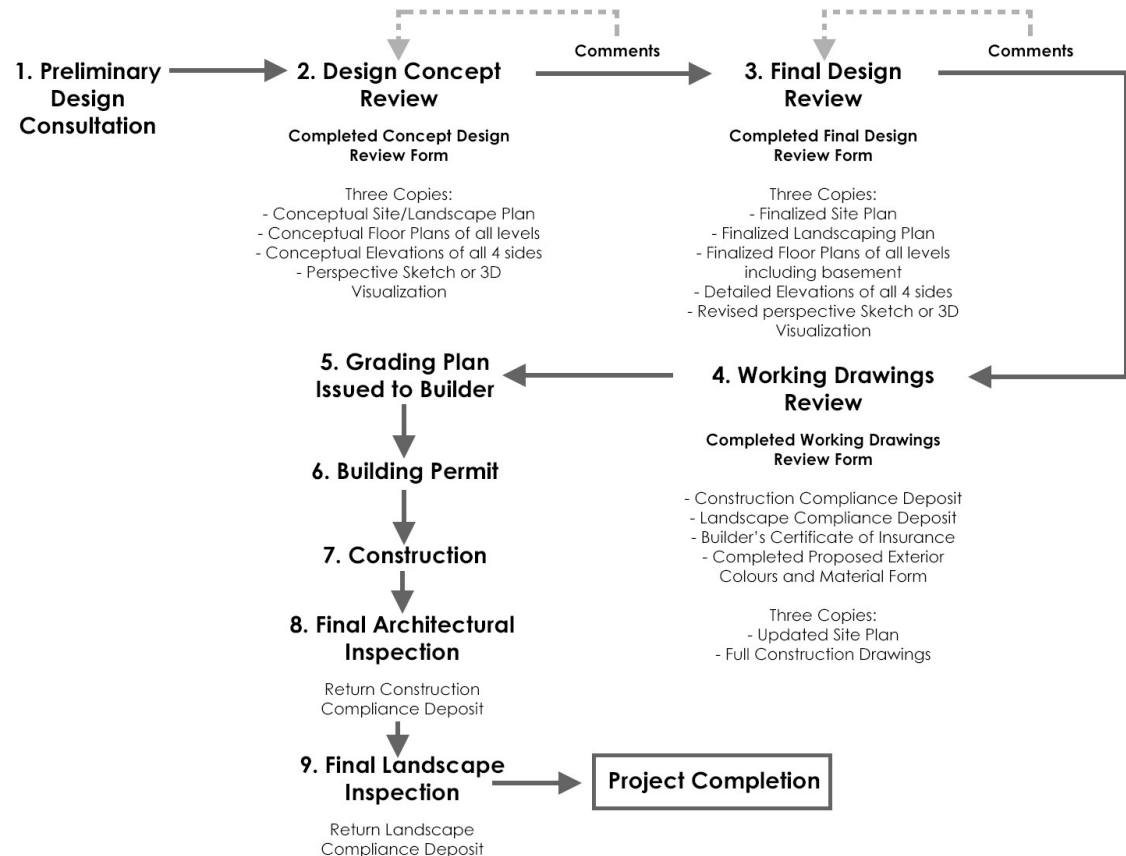 Comments
Comments
1. Preliminary
Design
Consultation
2. Design Concept
Review
Completed Concept Design
Review Form
Three Copies:
- Conceptual Site/Landscape Plan
- Conceptual Floor Plans of all levels
- Conceptual Elevations of all 4 sides
- Perspective Sketch or 3D
Visualization
3. Final Design
Review
Completed Final Design
Review Form
Three Copies:
- Finalized Site Plan
- Finalized Landscaping Plan
- Finalized Floor Plans of all levels
including basement
- Detailed Elevations of all 4 sides
- Revised perspective Sketch or 3D
Visualization
4. Working Drawings
Review
Completed Working Drawings
Review Form
- Construction Compliance Deposit
- Landscape Compliance Deposit
- Builder's Certificate of Insurance
- Completed Proposed Exterior
Colours and Material Form
Three Copies:
- Updated Site Plan
- Full Construction Drawings
5. Grading Plan
Issued to Builder
6. Building Permit
7. Construction
8. Final Architectural
Inspection
Return Construction
Compliance Deposit
9. Final Landscape
Inspection
Return Landscape
Compliance Deposit
Project Completion